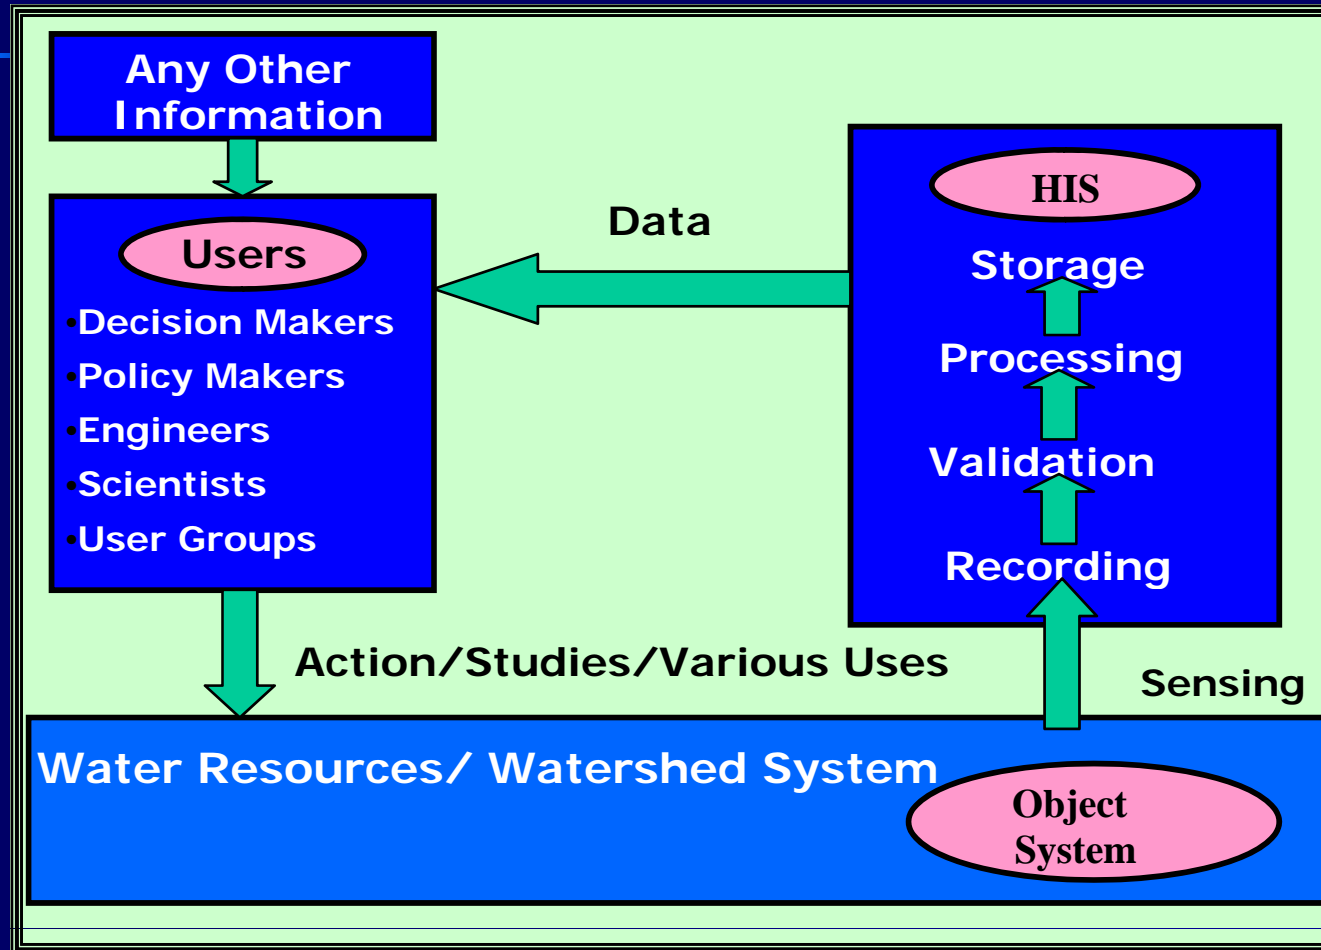 Any Other
Information
Users
•Decision Makers
•Policy Makers
•Engineers
•Scientists
•User Groups
Data
HIS
Storage
Processing
Validation
Recording
Action/Studies/Various Uses
Sensing
Water Resources/ Watershed System
Object
System